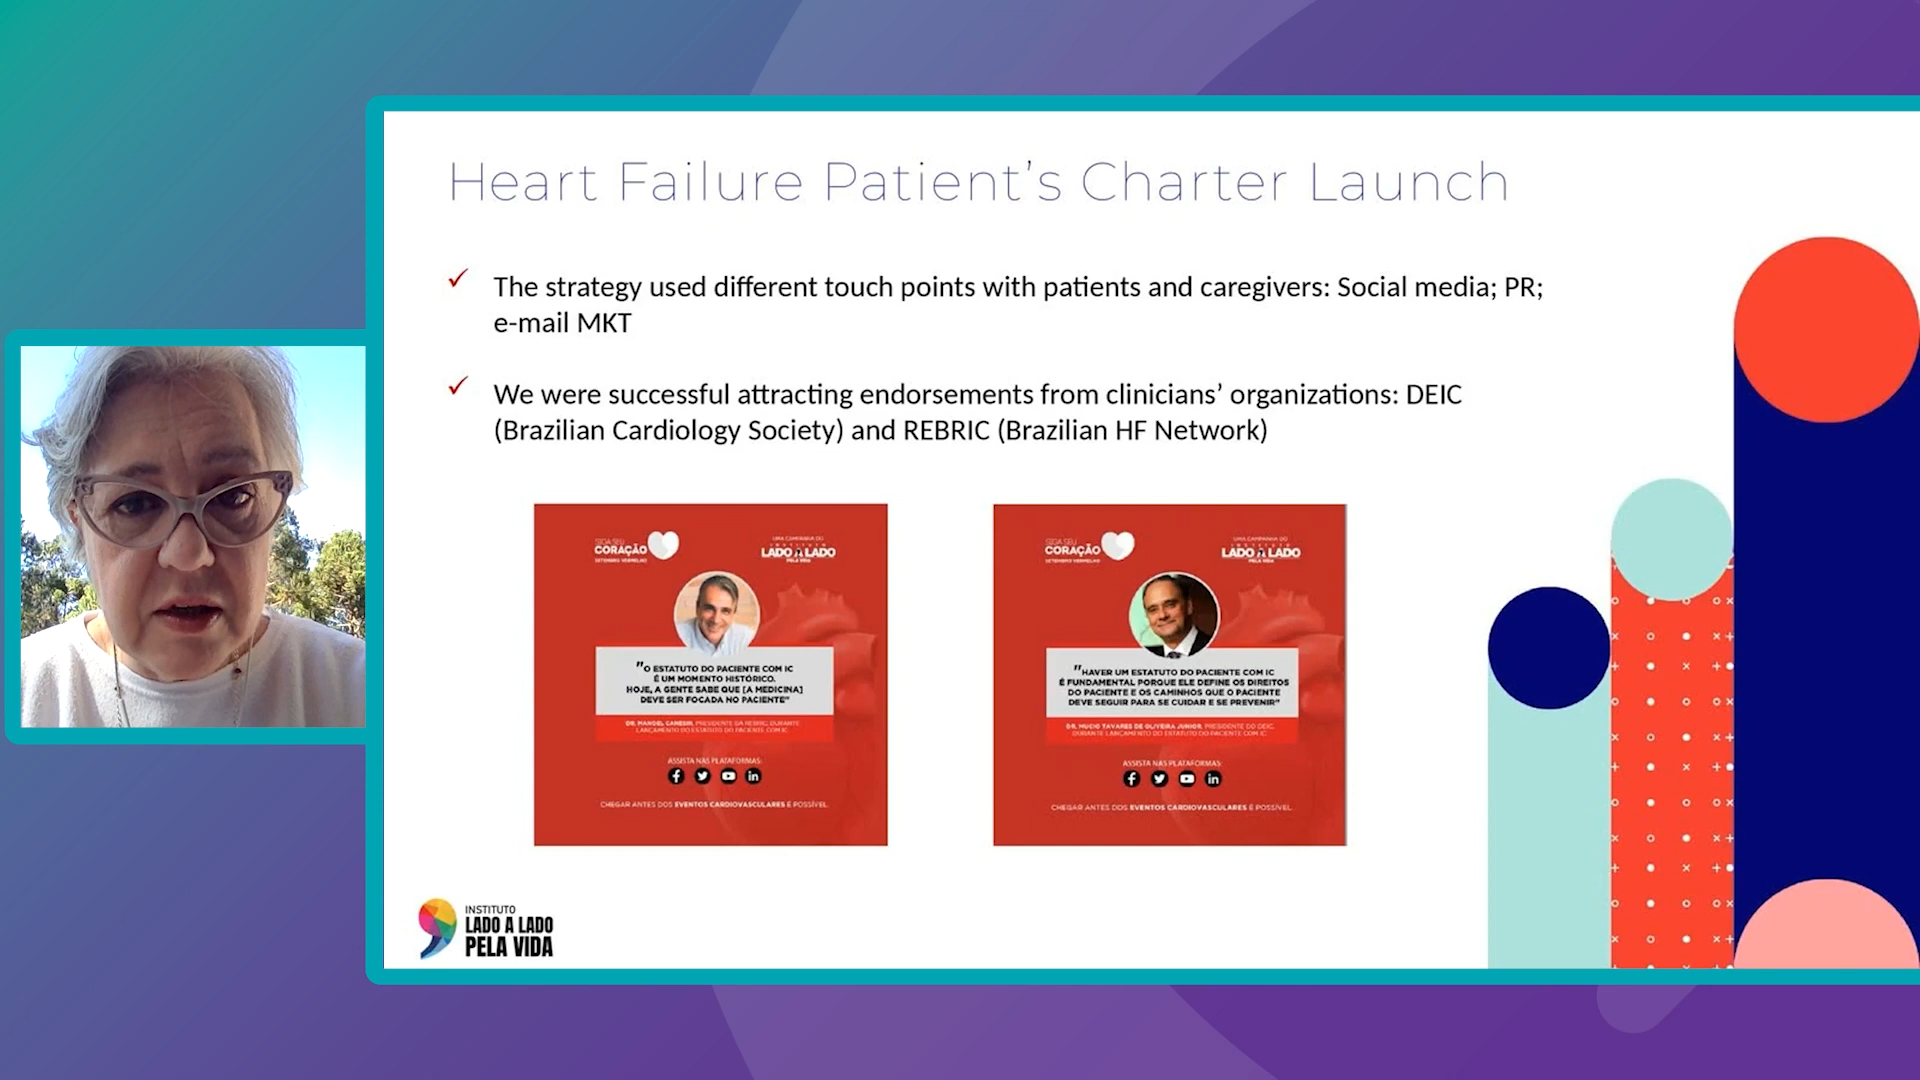 Heart Failure Patient’s Charter Launch
The strategy used different touch points with patients and caregivers: Social media; PR;
e-mail MKT
We were successful attracting endorsements from clinicians’ organizations: DEIC
(Brazilian Cardiology Society) and REBRIC (Brazilian HF Network)
SIGA SEU
CORAÇÃO
SETEMBRO VERMELHO
UMA CAMPANHA DO
INSTITUTO
LADO A LADO
PELA VIDA
"O ESTATUTO DO PACIENTE COM IC
É UM MOMENTO HISTÓRICO.
HOJE, A GENTE SABE QUE [A MEDICINA]
DEVE SER FOCADA NO PACIENTE"
DR. MANOEL CANESIN, PRESIDENTE DA REBRIC, DURANTE
LANÇAMENTO DO ESTATUTO DO PACIENTE COM IC
ASSISTA NAS PLATAFORMAS:
CHEGAR ANTES DOS EVENTOS CARDIOVASCULARES É POSSÍVEL.
SIGA SEU
CORAÇÃO
SETEMBRO VERMELHO
UMA CAMPANHA DO
INSTITUTO
LADO A LADO
PELA VIDA
"HAVER UM ESTATUTO DO PACIENTE COM IC
É FUNDAMENTAL PORQUE ELE DEFINE OS DIREITOS
DO PACIENTE E OS CAMINHOS QUE O PACIENTE
DEVE SEGUIR PARA SE CUIDAR E SE PREVENIR"
DR. MUCIO TAVARES DE OLIVEIRA JUNIOR, PRESIDENTE DO DEIC,
DURANTE LANÇAMENTO DO ESTATUTO DO PACIENTE COM IC
ASSISTA NAS PLATAFORMAS:
CHEGAR ANTES DOS EVENTOS CARDIOVASCULARES É POSSÍVEL.
INSTITUTO
LADO A LADO
PELA VIDA